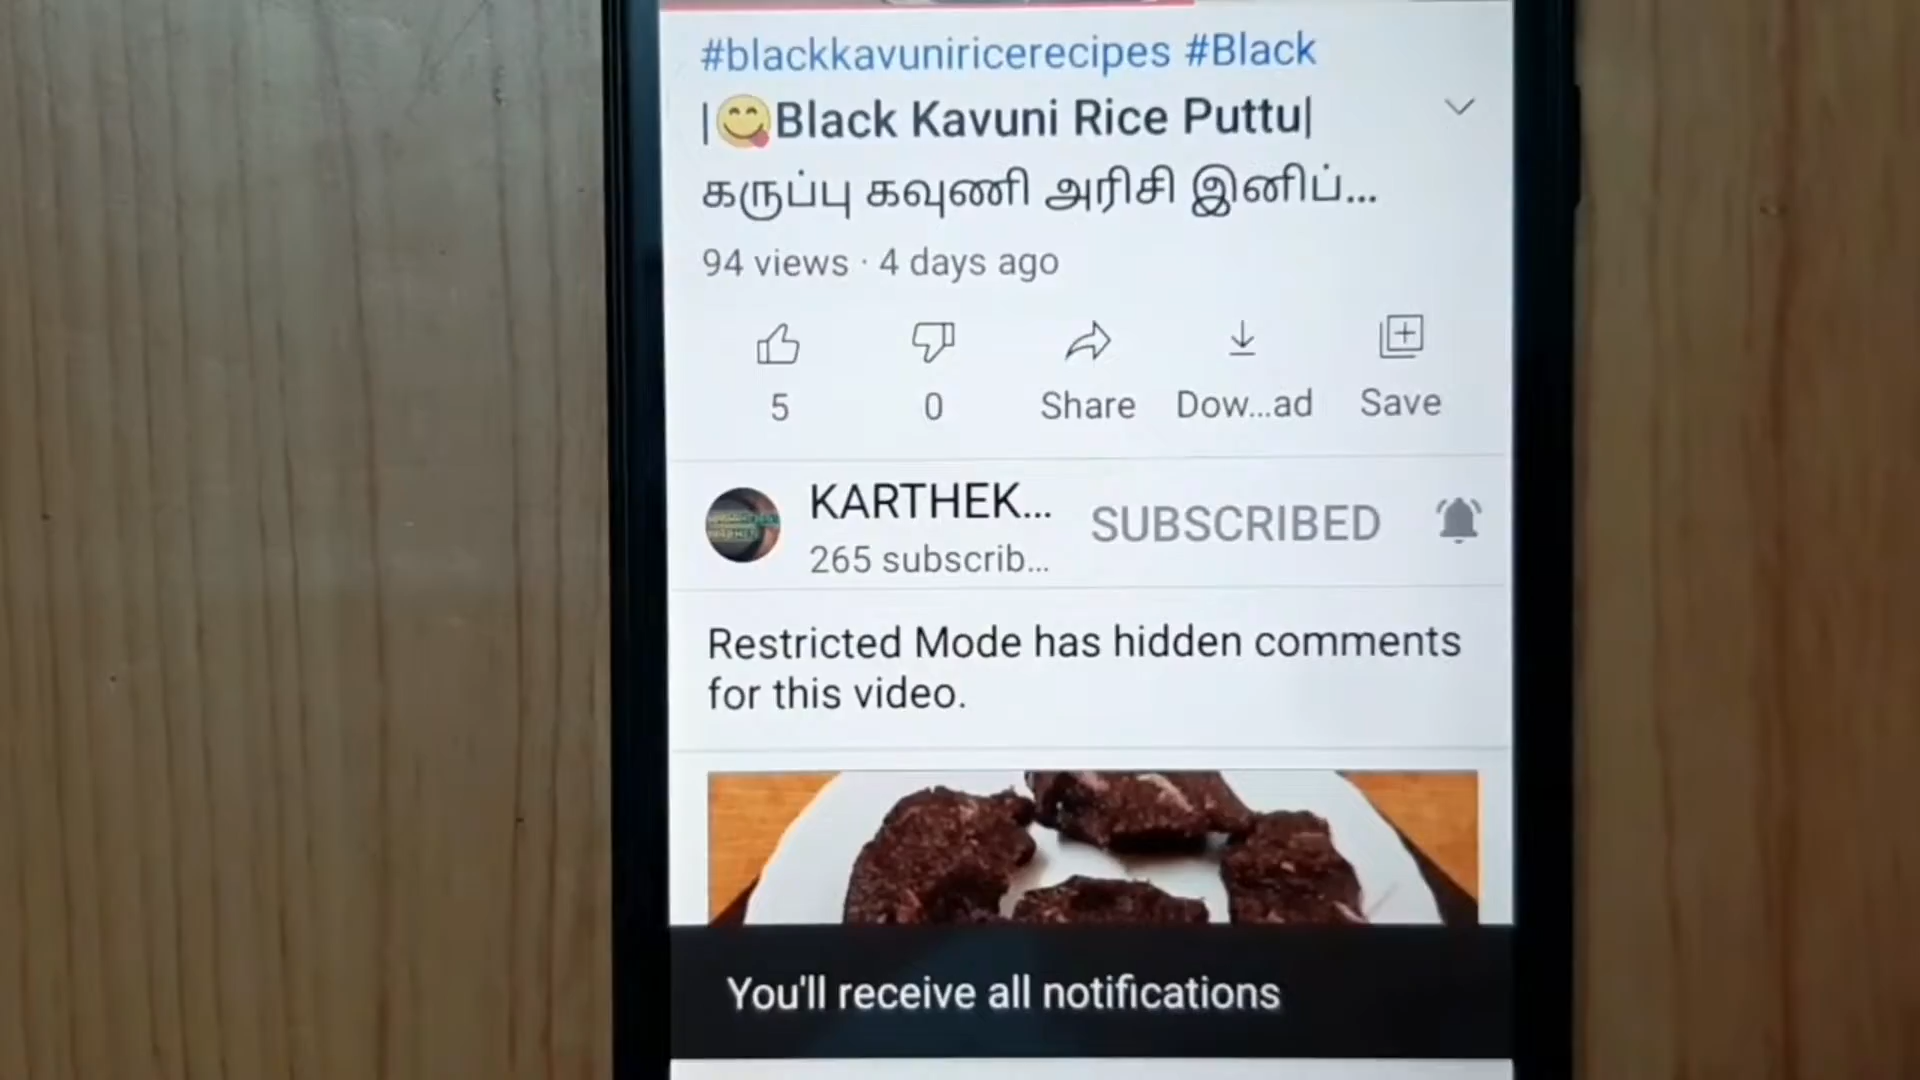 #blackkavuniricerecipes #Black
|😋Black Kavuni Rice Puttu|
கருப்பு கவுணி அரிசி இனிப்...
94 views · 4 days ago
5
0
Share
Dow...ad
Save
KARTHEK...
SUBSCRIBED
265 subscrib...
Restricted Mode has hidden comments
for this video.
You'll receive all notifications